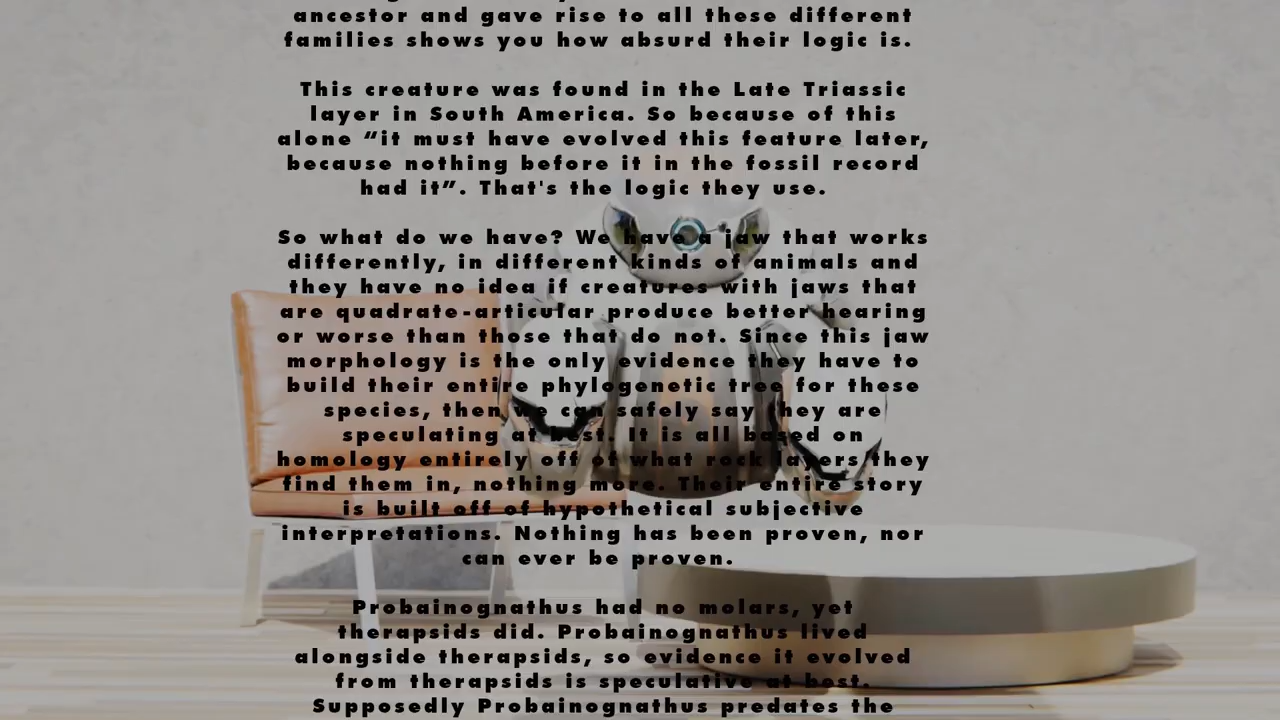 ancestor and gave rise to all these different
families shows you how absurd their logic is.
This creature was found in the Late Triassic
layer in South America. So because of this
alone “it must have evolved this feature later,
because nothing before it in the fossil record
had it”. That's the logic they use.
So what do we have? We have a jaw that works
differently, in different kinds of animals and
they have no idea if creatures with jaws that
are quadrate-articular produce better hearing
or worse than those that do not. Since this jaw
morphology is the only evidence they have to
build their entire phylogenetic tree for these
species, then we can safely say they are
speculating at best. It is all based on
homology entirely off of what rock layers they
find them in, nothing more. Their entire story
is built off of hypothetical subjective
interpretations. Nothing has been proven, nor
can ever be proven.
Probainognathus had no molars, yet
therapsids did. Probainognathus lived
alongside therapsids, so evidence it evolved
from therapsids is speculative at best.
Supposedly Probainognathus predates the